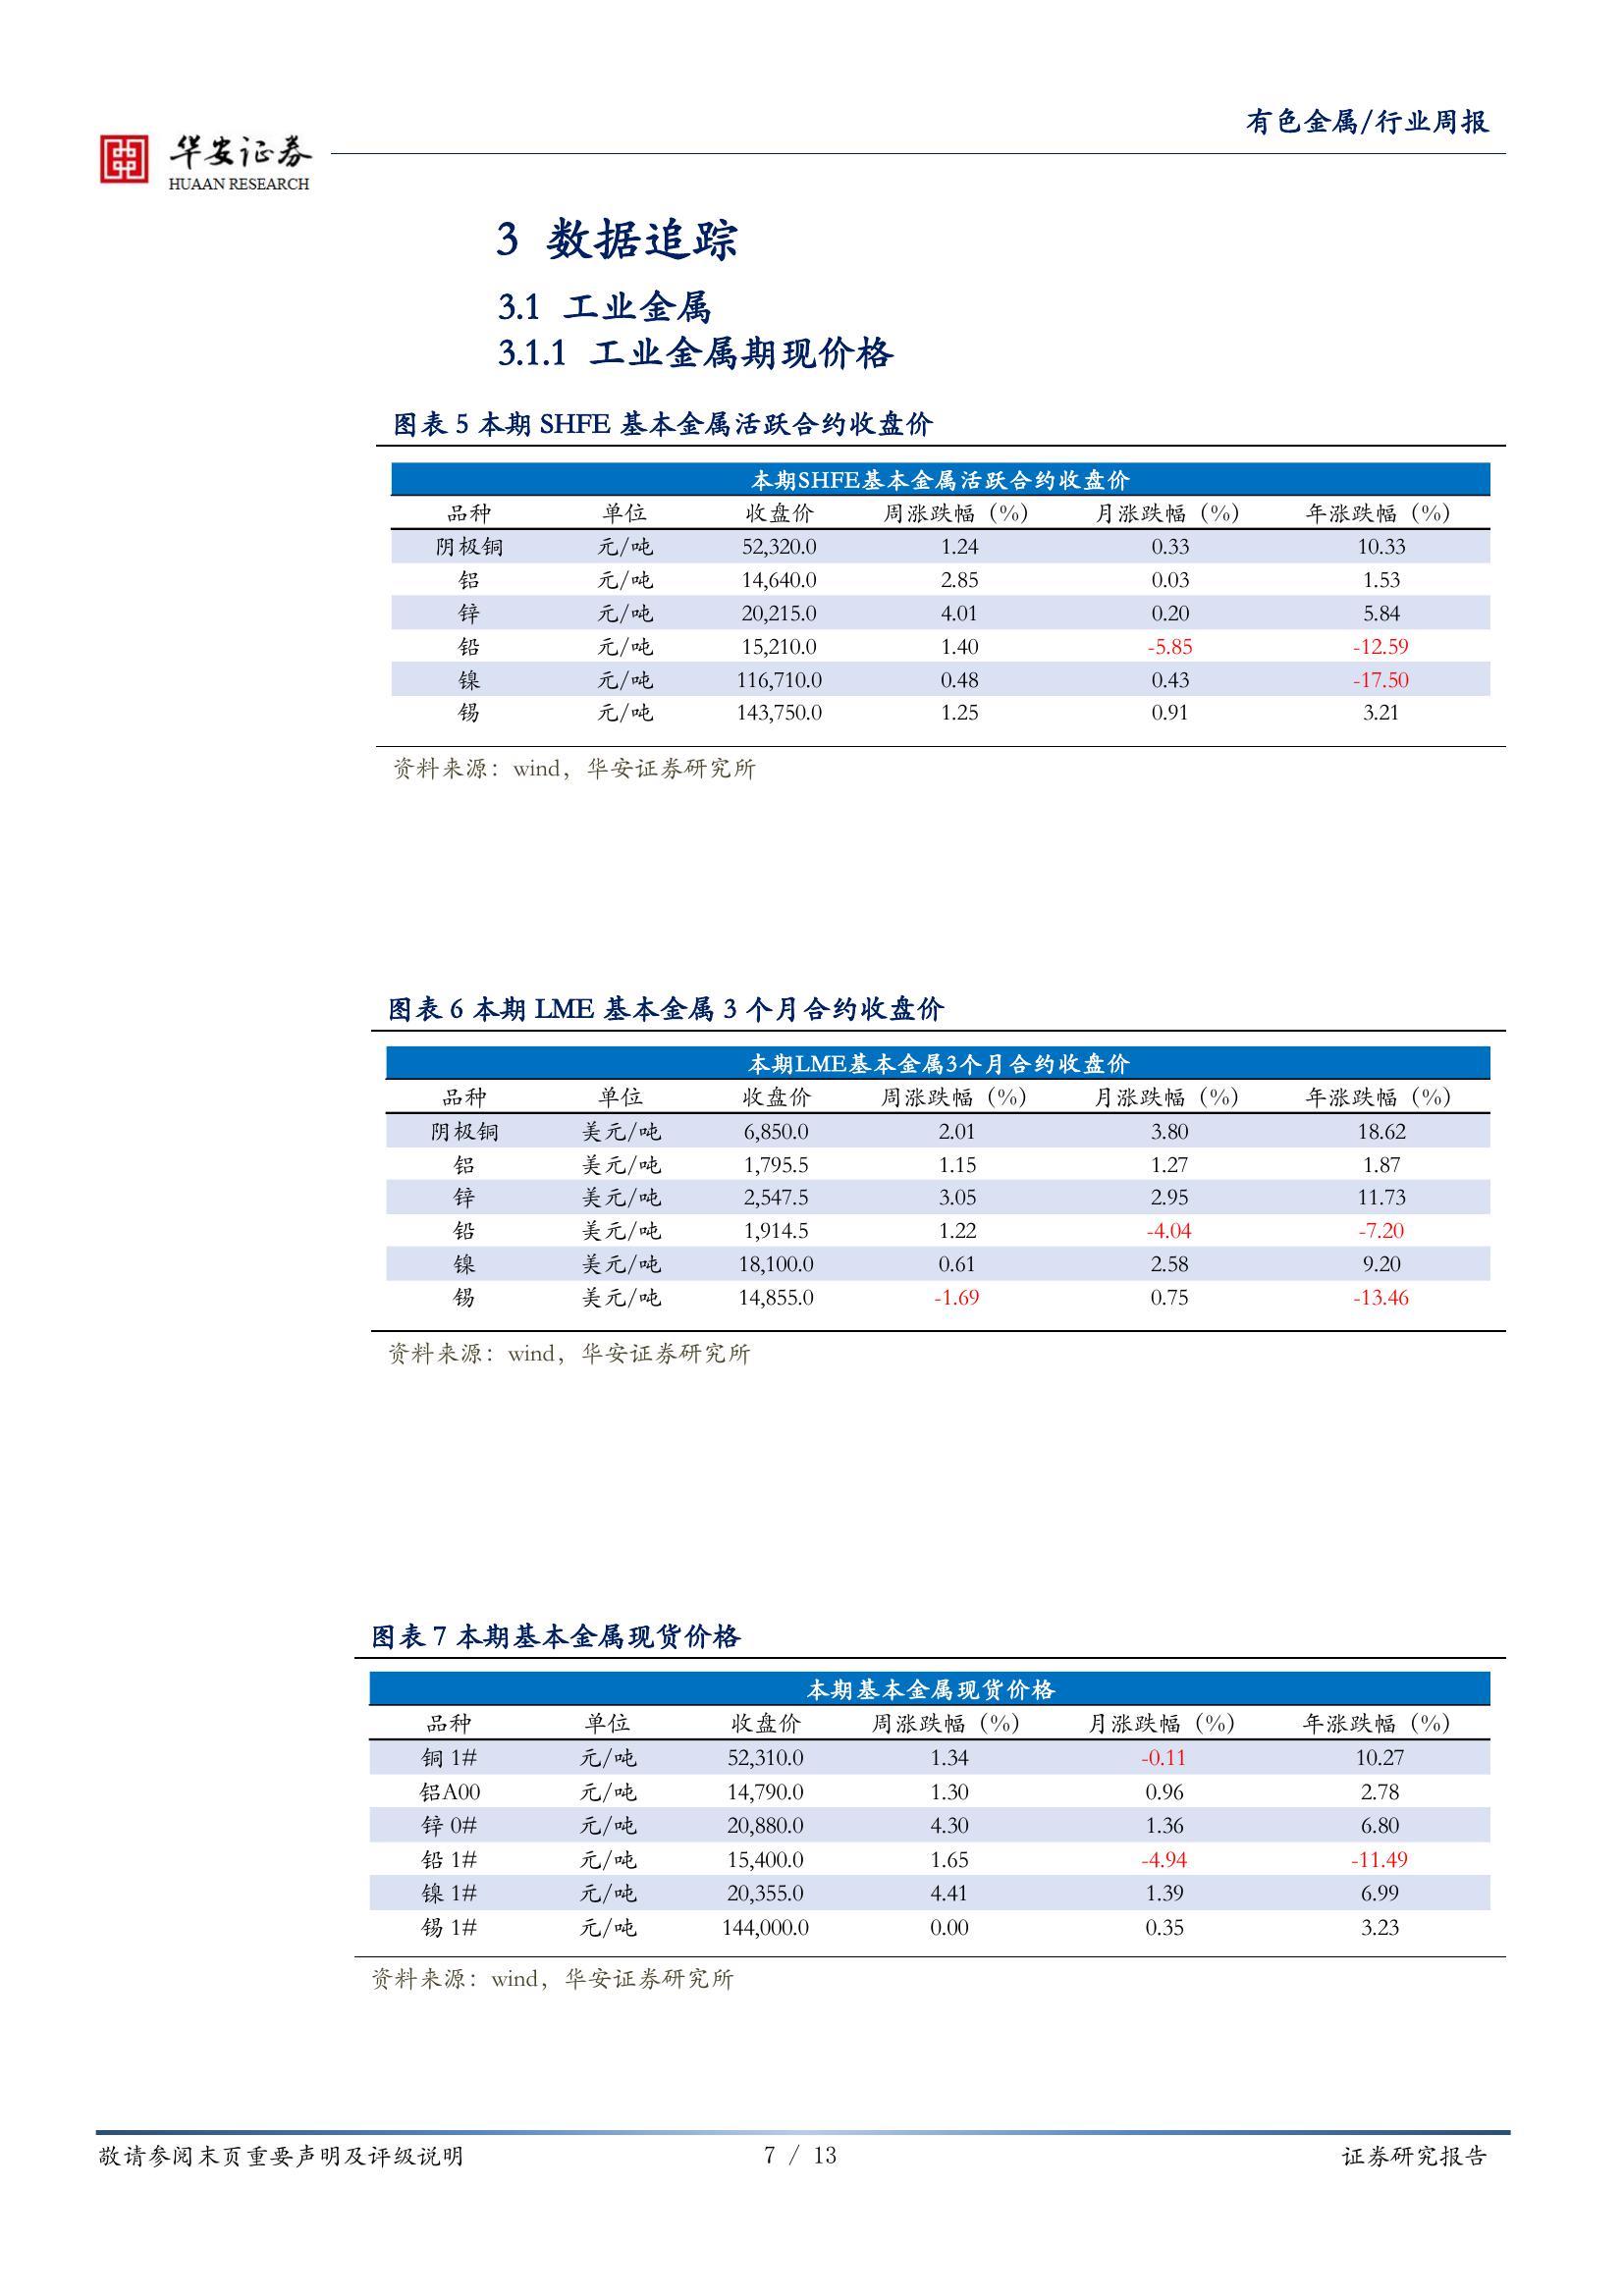 有色金属/行业周报
华安证券
HUAAN RESEARCH
3 数据追踪
3.1 工业金属
3.1.1 工业金属期现价格
图表 5 本期 SHFE 基本金属活跃合约收盘价
本期SHFE基本金属活跃合约收盘价
品种 单位 收盘价 周涨跌幅（%） 月涨跌幅（%） 年涨跌幅（%）
阴极铜 元/吨 52,320.0 1.24 0.33 10.33
铝 元/吨 14,640.0 2.85 0.03 1.53
锌 元/吨 20,215.0 4.01 0.20 5.84
铅 元/吨 15,210.0 1.40 -5.85 -12.59
镍 元/吨 116,710.0 0.48 0.43 -17.50
锡 元/吨 143,750.0 1.25 0.91 3.21
资料来源：wind，华安证券研究所
图表 6 本期 LME 基本金属 3 个月合约收盘价
本期LME基本金属3个月合约收盘价
品种 单位 收盘价 周涨跌幅（%） 月涨跌幅（%） 年涨跌幅（%）
阴极铜 美元/吨 6,850.0 2.01 3.80 18.62
铝 美元/吨 1,795.5 1.15 1.27 1.87
锌 美元/吨 2,547.5 3.05 2.95 11.73
铅 美元/吨 1,914.5 1.22 -4.04 -7.20
镍 美元/吨 18,100.0 0.61 2.58 9.20
锡 美元/吨 14,855.0 -1.69 0.75 -13.46
资料来源：wind，华安证券研究所
图表 7 本期基本金属现货价格
本期基本金属现货价格
品种 单位 收盘价 周涨跌幅（%） 月涨跌幅（%） 年涨跌幅（%）
铜 1# 元/吨 52,310.0 1.34 -0.11 10.27
铝A00 元/吨 14,790.0 1.30 0.96 2.78
锌 0# 元/吨 20,880.0 4.30 1.36 6.80
铅 1# 元/吨 15,400.0 1.65 -4.94 -11.49
镍 1# 元/吨 20,355.0 4.41 1.39 6.99
锡 1# 元/吨 144,000.0 0.00 0.35 3.23
资料来源：wind，华安证券研究所
敬请参阅末页重要声明及评级说明 7 / 13 证券研究报告